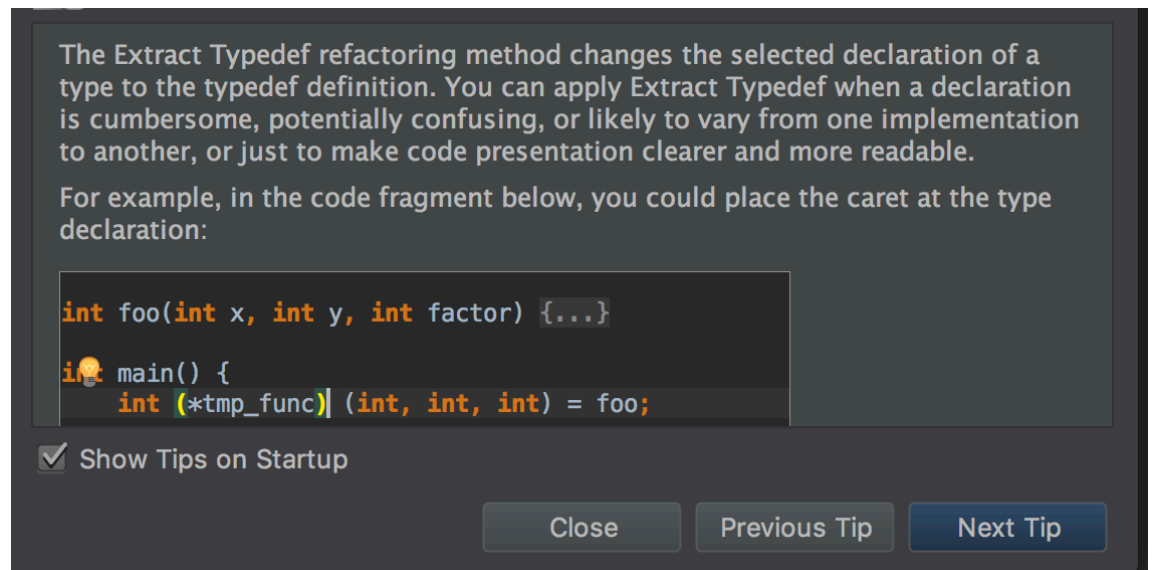 The Extract Typedef refactoring method changes the selected declaration of a
type to the typedef definition. You can apply Extract Typedef when a declaration
is cumbersome, potentially confusing, or likely to vary from one implementation
to another, or just to make code presentation clearer and more readable.
For example, in the code fragment below, you could place the caret at the type
declaration:
int foo(int x, int y, int factor) {...}
int main() {
int (*tmp_func) (int, int, int) = foo;
Show Tips on Startup
Close
Previous Tip
Next Tip